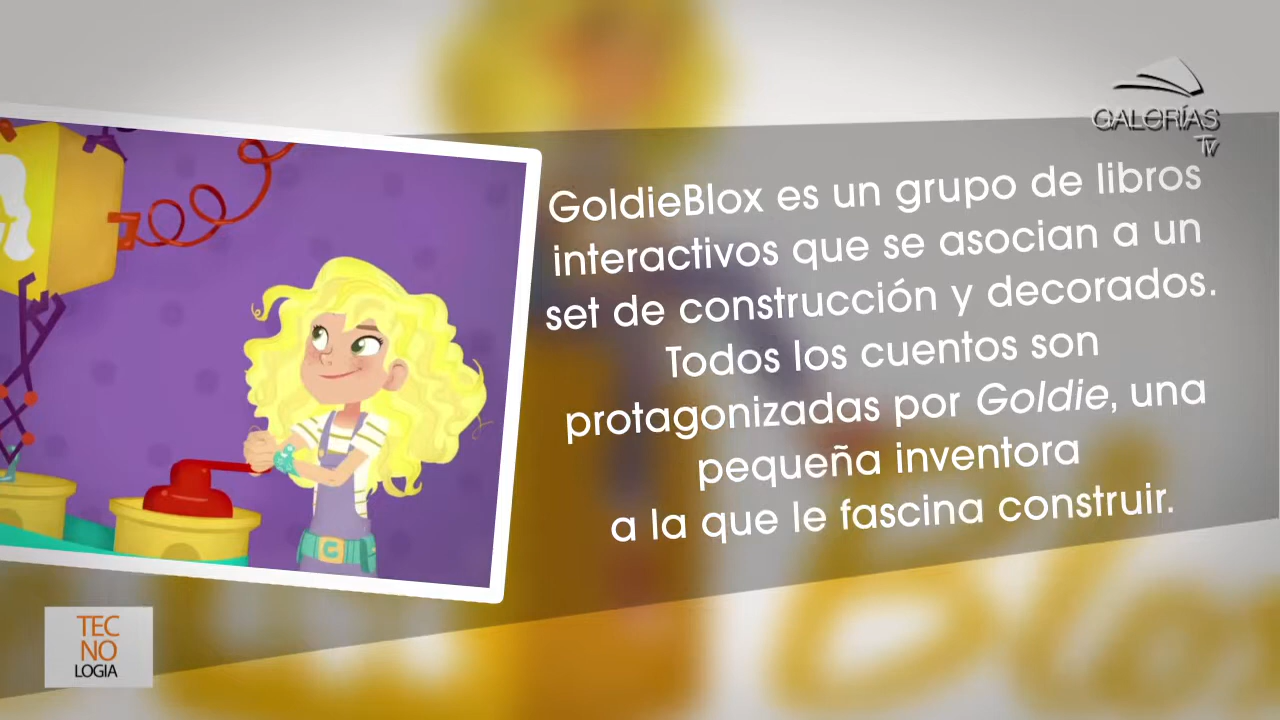 GALERÍAS
Tv
GoldieBlox es un grupo de libros
interactivos que se asocian a un
set de construcción y decorados.
Todos los cuentos son
protagonizadas por Goldie, una
pequeña inventora
a la que le fascina construir.
TEC
NO
LOGIA